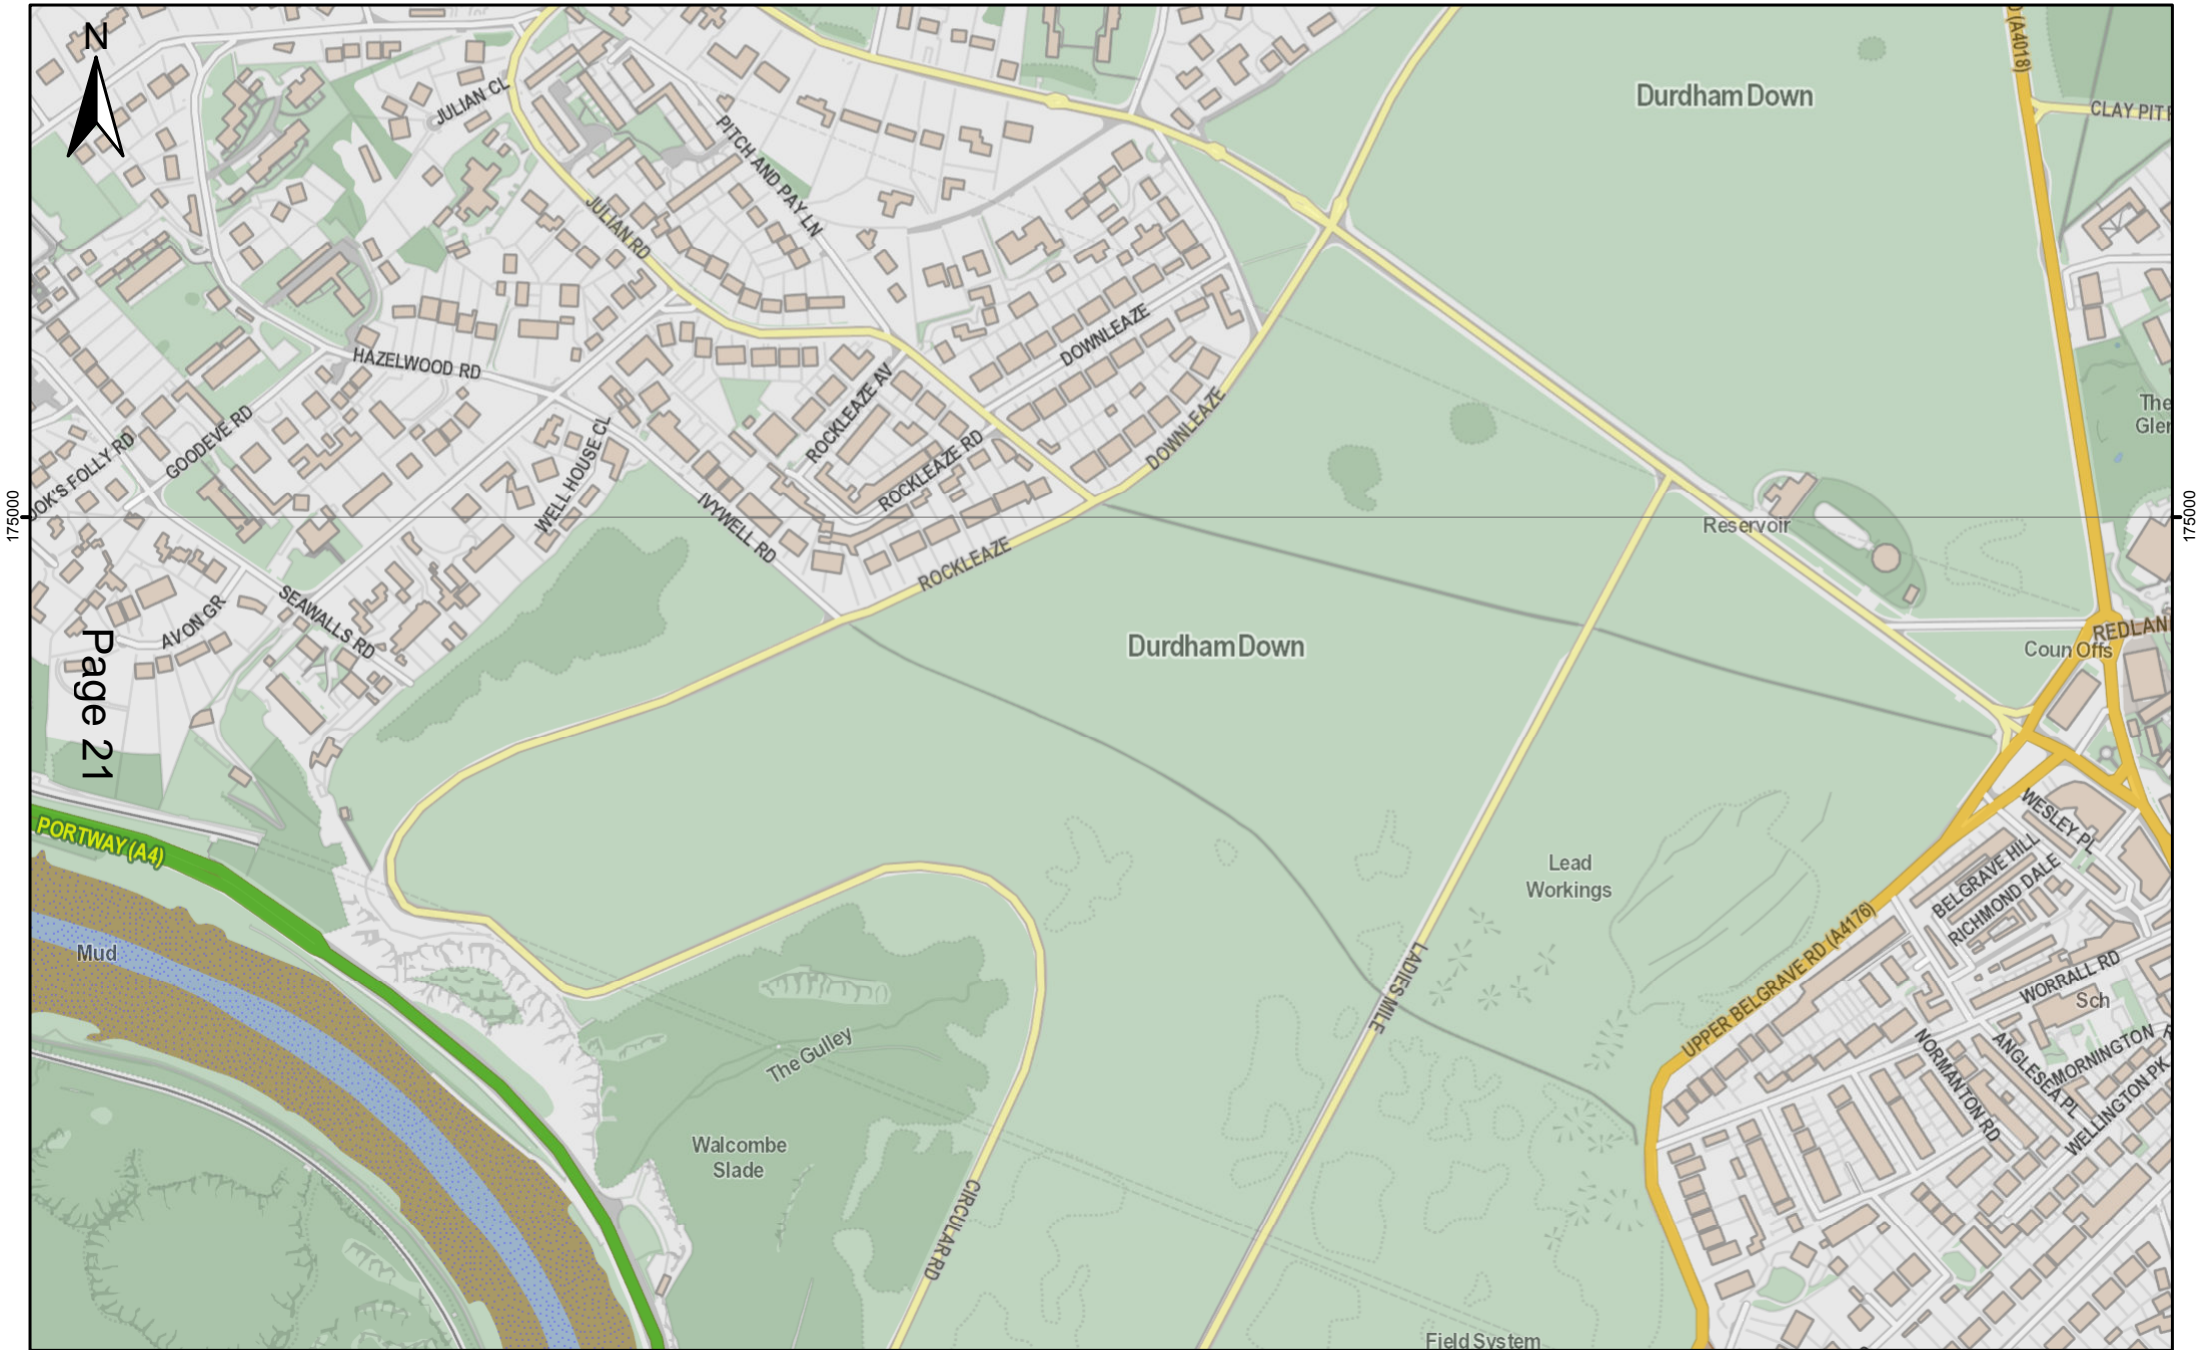 N
JULIAN CL
PITCH AND PAY LN
JULIAN RD
Durdham Down
(A4018)
HAZELWOOD RD
DOWNLEAZE
ROCKLEAZE AV
DOWNLEAZE
GOODEVE RD
OOK'S FOLLY RD
WELL HOUSE CL
ROCKLEAZE RD
IVYWELL RD
ROCKLEAZE
175000
175000
Reservoir
SEAWALLS RD
AVON GR
Page 21
Durdham Down
REDLAN
Coun Offs
PORTWAY (A4)
Mud
WESLEY PL
BELGRAVE HILL
RICHMOND DALE
Lead
Workings
UPPER BELGRAVE RD (A4176)
LADIES MILE
WORRALL RD
Sch
The Gulley
NORMANTON RD
ANGLESEA PL
MORNINGTON
WELLINGTON PK
Walcombe
Slade
CIRCULAR RD
Field System
CLAY PIT
The
Glen